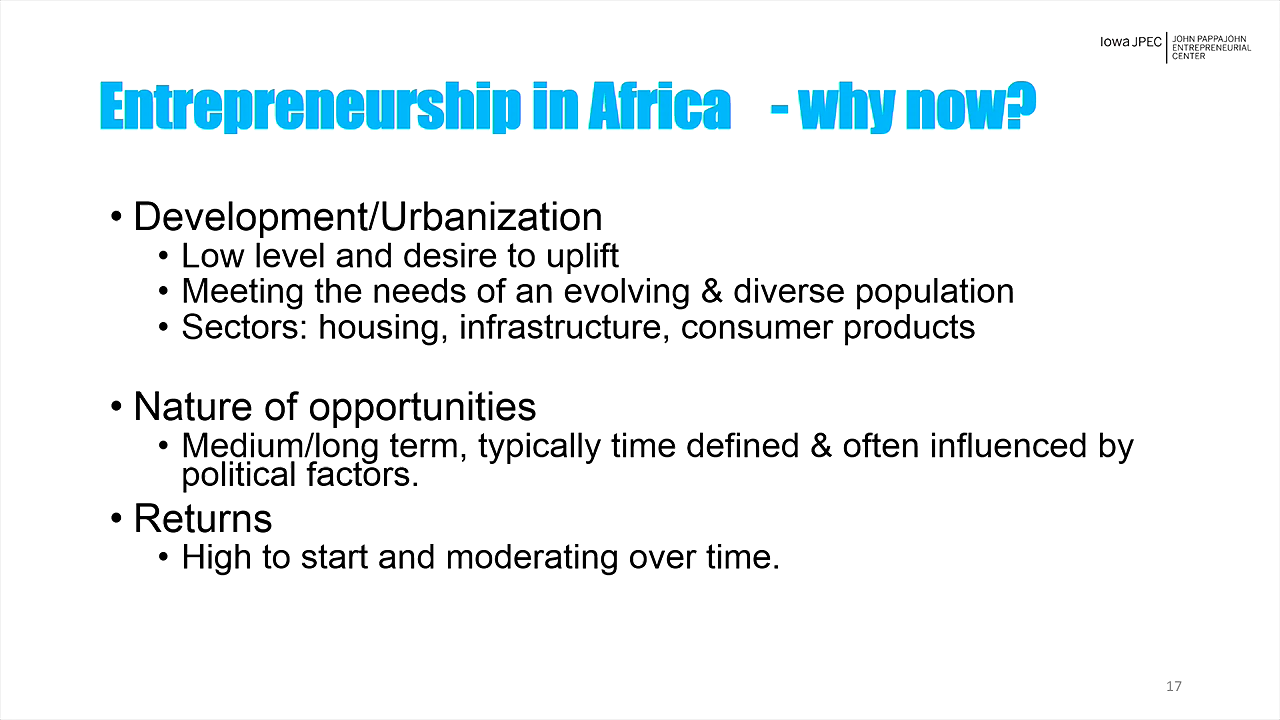 Iowa JPEC
JOHN PAPPAJOHN
ENTREPRENEURIAL
CENTER
Entrepreneurship in Africa - why now?
• Development/Urbanization
• Low level and desire to uplift
• Meeting the needs of an evolving & diverse population
• Sectors: housing, infrastructure, consumer products
• Nature of opportunities
• Medium/long term, typically time defined & often influenced by
political factors.
• Returns
• High to start and moderating over time.
17